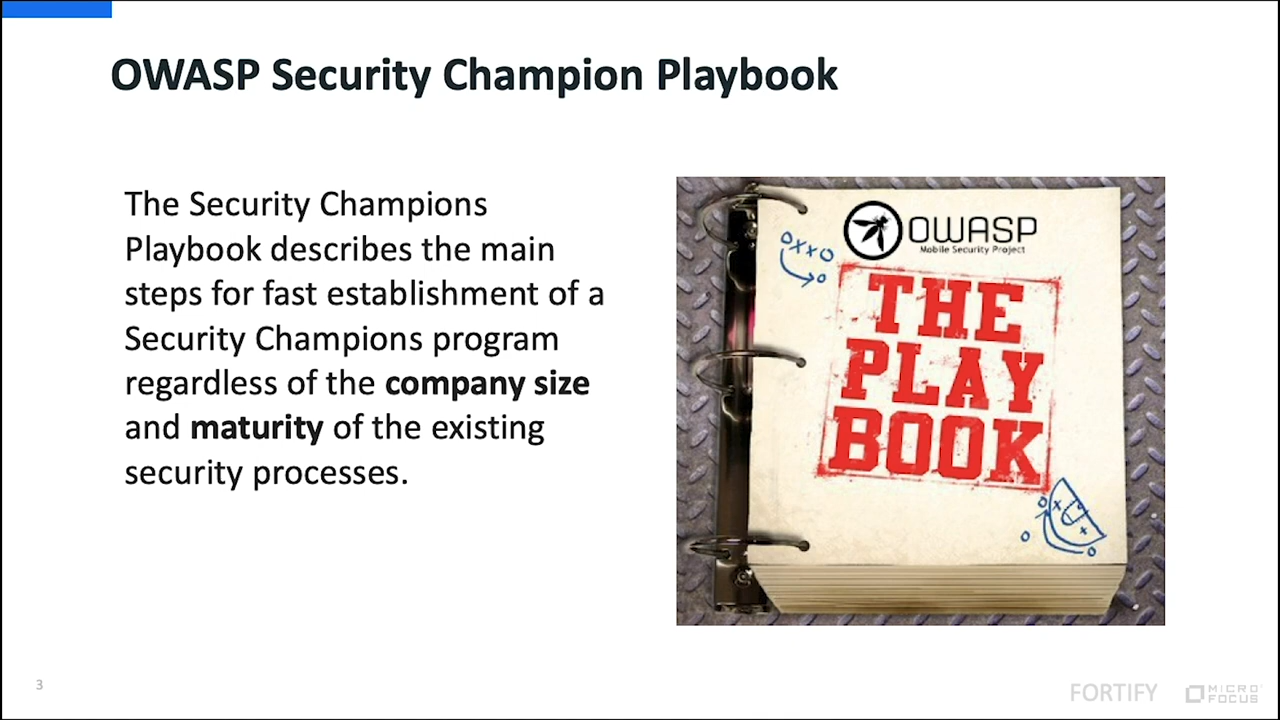 OWASP Security Champion Playbook
The Security Champions
Playbook describes the main
steps for fast establishment of a
Security Champions program
regardless of the company size
and maturity of the existing
security processes.
OWASP
Mobile Security Project
THE
PLAY
BOOK
3
FORTIFY
MICRO
FOCUS